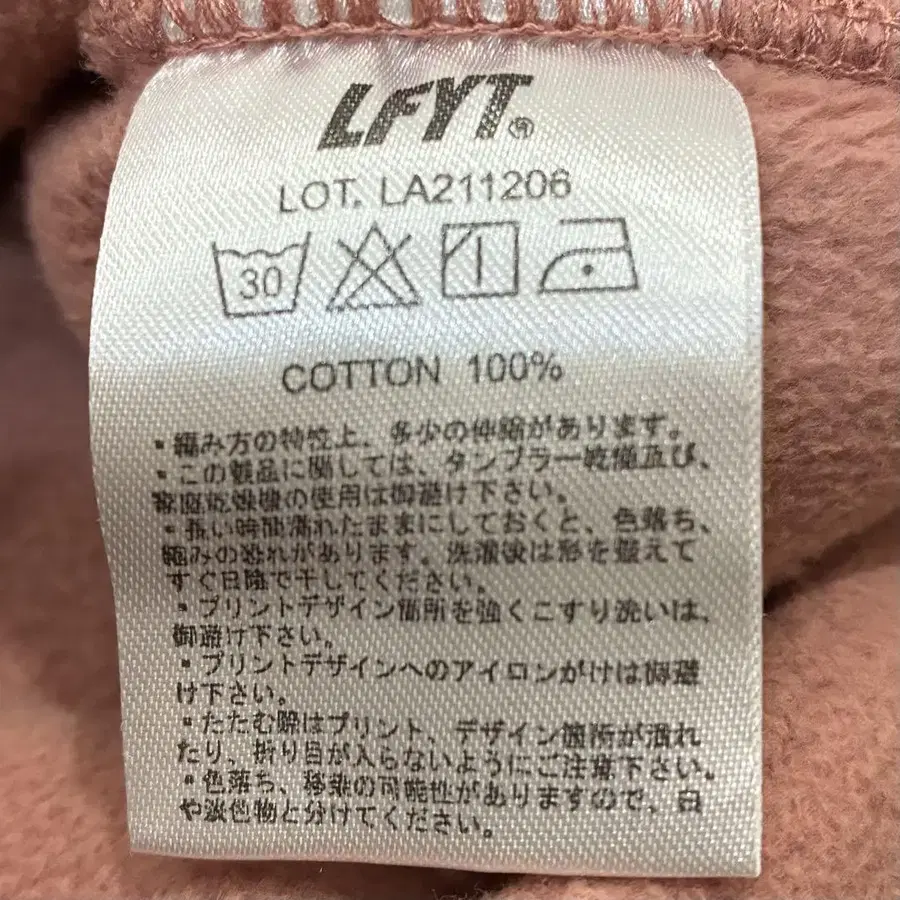 LFYT®
LOT. LA211206
30
COTTON 100%
・編み方の特性上、多少の伸縮があります。
・この製品に関しては、タンブラー乾燥及び、
家庭乾燥機の使用は御避け下さい。
・長い時間濡れたままにしておくと、色落ち、
縮みの恐れがあります。洗濯後は形を整えて
すぐ日陰で干してください。
・プリントデザイン箇所を強くこすり洗いは、
御避け下さい。
・プリントデザインへのアイロンがけは御避
け下さい。
・たたむ際はプリント、デザイン箇所が潰れ
たり、折り目が入らないようにご注意下さい。
・色落ち、移染の可能性がありますので、白
や淡色物と分けてください。